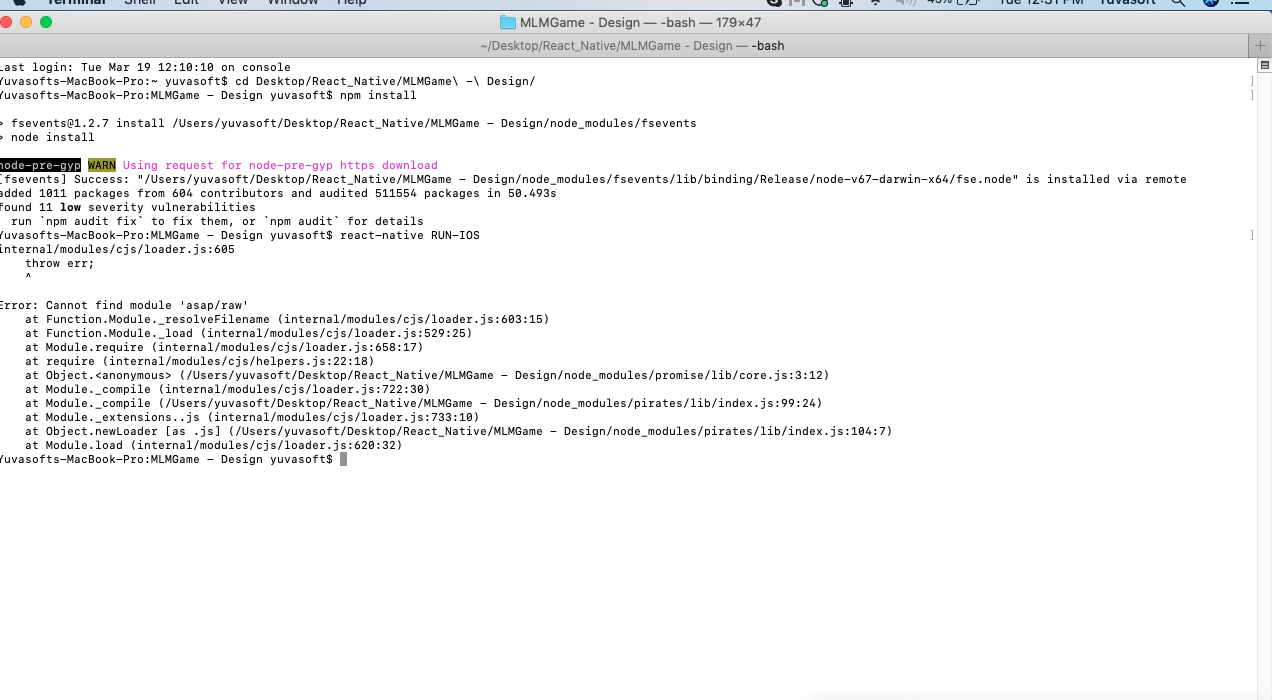 Terminal Shell Edit View Window Help 43% Tue 12:31 PM Yuvasoft
MLMGame - Design — -bash — 179×47
~/Desktop/React_Native/MLMGame - Design — -bash
Last login: Tue Mar 19 12:10:10 on console
Yuvasofts-MacBook-Pro:~ yuvasoft$ cd Desktop/React_Native/MLMGame\ -\ Design/
Yuvasofts-MacBook-Pro:MLMGame - Design yuvasoft$ npm install
> fsevents@1.2.7 install /Users/yuvasoft/Desktop/React_Native/MLMGame - Design/node_modules/fsevents
> node install
node-pre-gyp WARN Using request for node-pre-gyp https download
[fsevents] Success: "/Users/yuvasoft/Desktop/React_Native/MLMGame - Design/node_modules/fsevents/lib/binding/Release/node-v67-darwin-x64/fse.node" is installed via remote
added 1011 packages from 604 contributors and audited 511554 packages in 50.493s
found 11 low severity vulnerabilities
run `npm audit fix` to fix them, or `npm audit` for details
Yuvasofts-MacBook-Pro:MLMGame - Design yuvasoft$ react-native RUN-IOS
internal/modules/cjs/loader.js:605
throw err;
^
Error: Cannot find module 'asap/raw'
at Function.Module._resolveFilename (internal/modules/cjs/loader.js:603:15)
at Function.Module._load (internal/modules/cjs/loader.js:529:25)
at Module.require (internal/modules/cjs/loader.js:658:17)
at require (internal/modules/cjs/helpers.js:22:18)
at Object.<anonymous> (/Users/yuvasoft/Desktop/React_Native/MLMGame - Design/node_modules/promise/lib/core.js:3:12)
at Module._compile (internal/modules/cjs/loader.js:722:30)
at Module._compile (/Users/yuvasoft/Desktop/React_Native/MLMGame - Design/node_modules/pirates/lib/index.js:99:24)
at Module._extensions..js (internal/modules/cjs/loader.js:733:10)
at Object.newLoader [as .js] (/Users/yuvasoft/Desktop/React_Native/MLMGame - Design/node_modules/pirates/lib/index.js:104:7)
at Module.load (internal/modules/cjs/loader.js:620:32)
Yuvasofts-MacBook-Pro:MLMGame - Design yuvasoft$